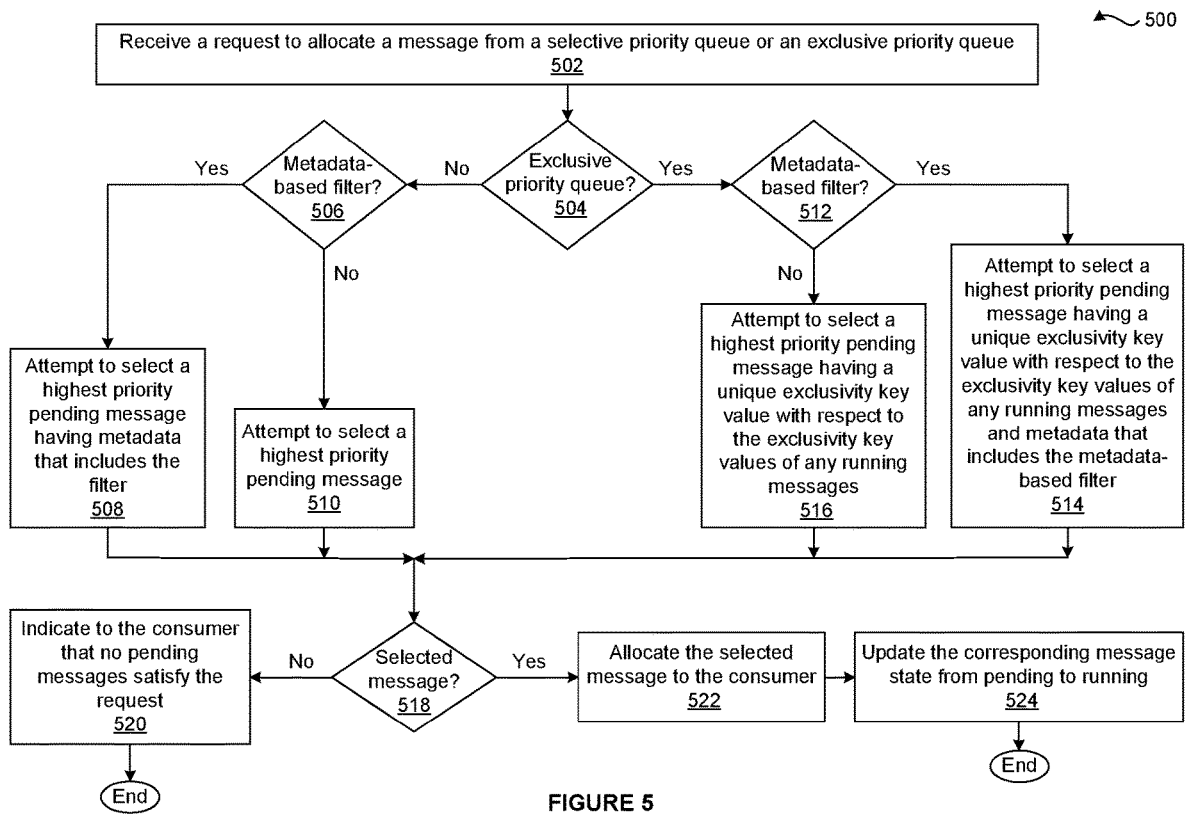 500
Receive a request to allocate a message from a selective priority queue or an exclusive priority queue
502
Yes
Metadata-
based filter?
506
No
Exclusive
priority queue?
504
Yes
Metadata-
based filter?
512
Yes
No
No
Attempt to select a
highest priority
pending message
having metadata
that includes the
filter
508
Attempt to select a
highest priority
pending message
510
Attempt to select a
highest priority pending
message having a
unique exclusivity key
value with respect to
the exclusivity key
values of any running
messages
516
Attempt to select a
highest priority pending
message having a
unique exclusivity key
value with respect to the
exclusivity key values of
any running messages
and metadata that
includes the metadata-
based filter
514
Indicate to the consumer
that no pending
messages satisfy the
request
520
No
Selected
message?
518
Yes
Allocate the selected
message to the consumer
522
Update the corresponding message
state from pending to running
524
End
End
FIGURE 5